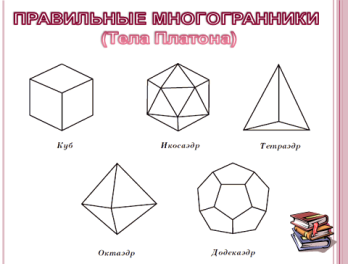 ПРАВИЛЬНЫЕ МНОГОГРАННИКИ
(Тела Платона)
Куб
Икосаэдр
Тетраэдр
Октаэдр
Додекаэдр